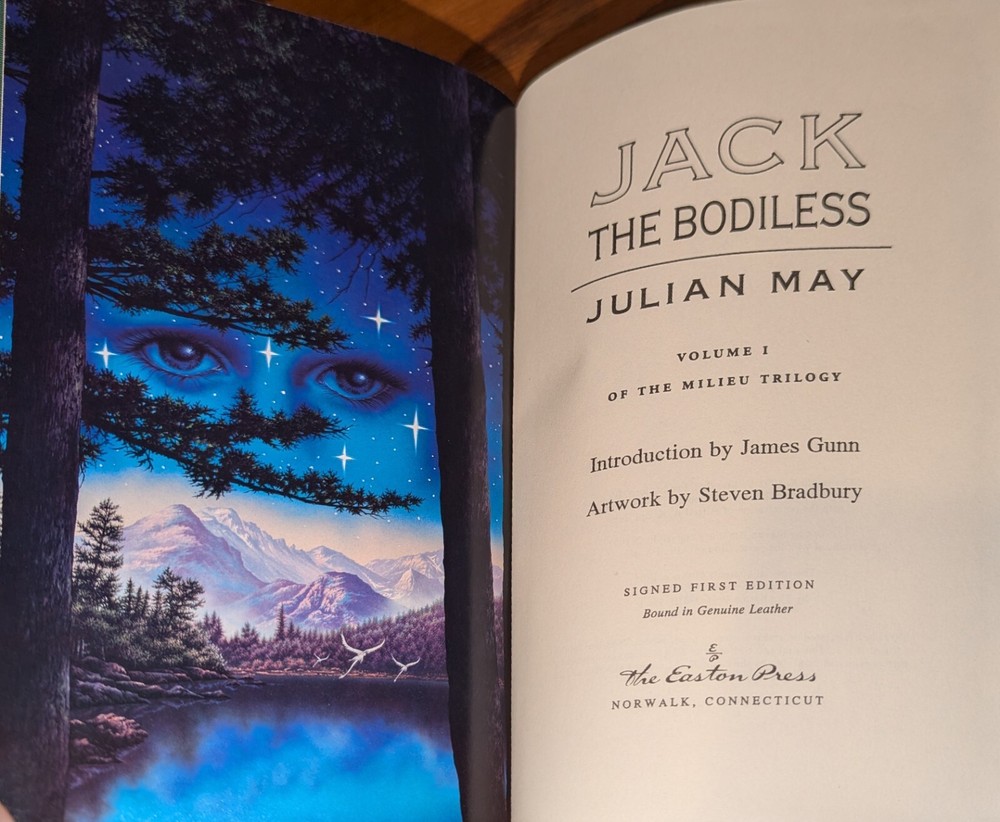 JACK
THE BODILESS
JULIAN MAY
VOLUME I
OF THE MILIEU TRILOGY
Introduction by James Gunn
Artwork by Steven Bradbury
SIGNED FIRST EDITION
Bound in Genuine Leather
E
P
the Easton Press
NORWALK, CONNECTICUT